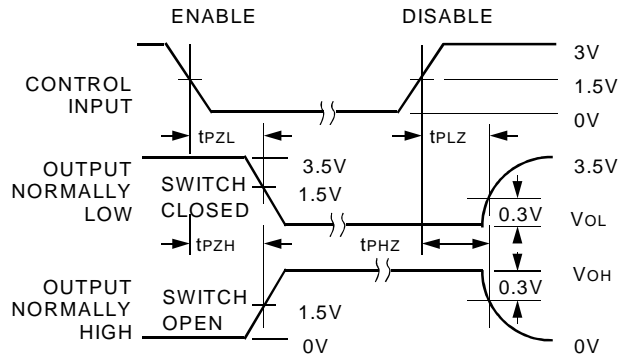 ENABLE
DISABLE
3V
CONTROL
INPUT
1.5V
0V
tPZL
tPLZ
OUTPUT
NORMALLY
LOW
SWITCH
CLOSED
3.5V
1.5V
3.5V
0.3V
VOL
tPZH
tPHZ
OUTPUT
NORMALLY
HIGH
SWITCH
OPEN
1.5V
0V
VOH
0.3V
0V